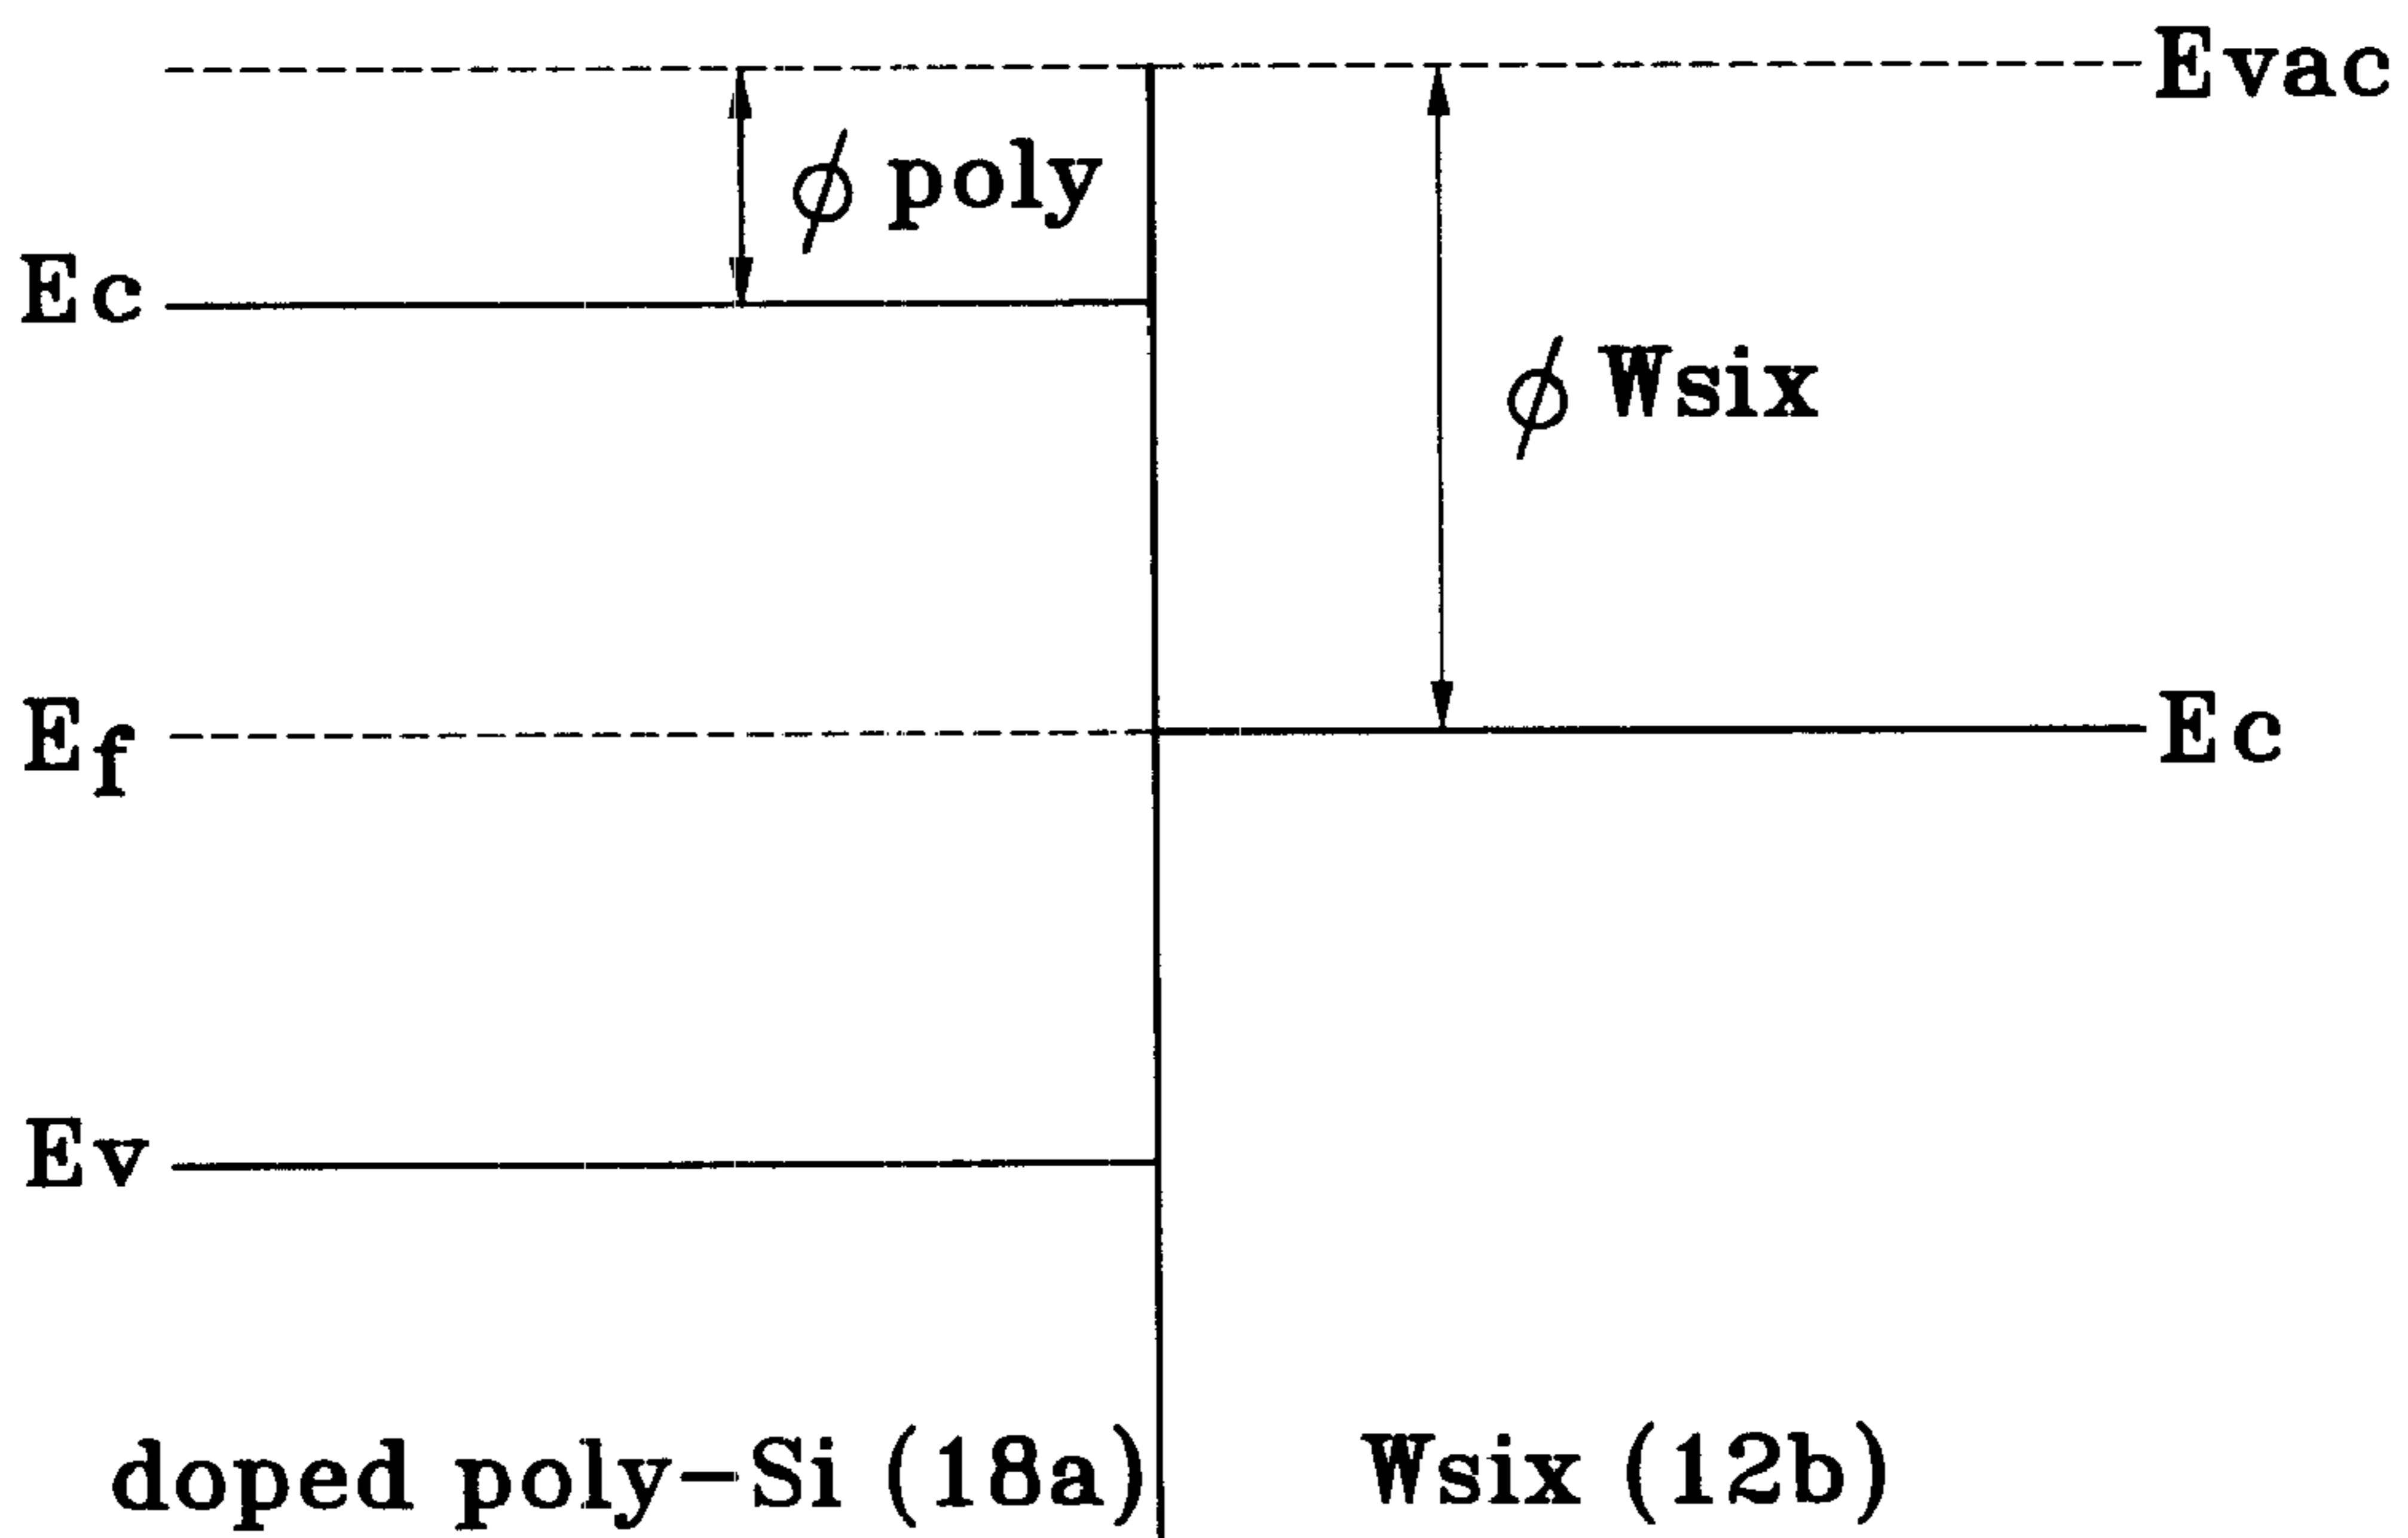 Evac
ϕ poly
Ec
ϕ Wsix
Ef
Ec
Ev
doped poly-Si (18a)
Wsix (12b)